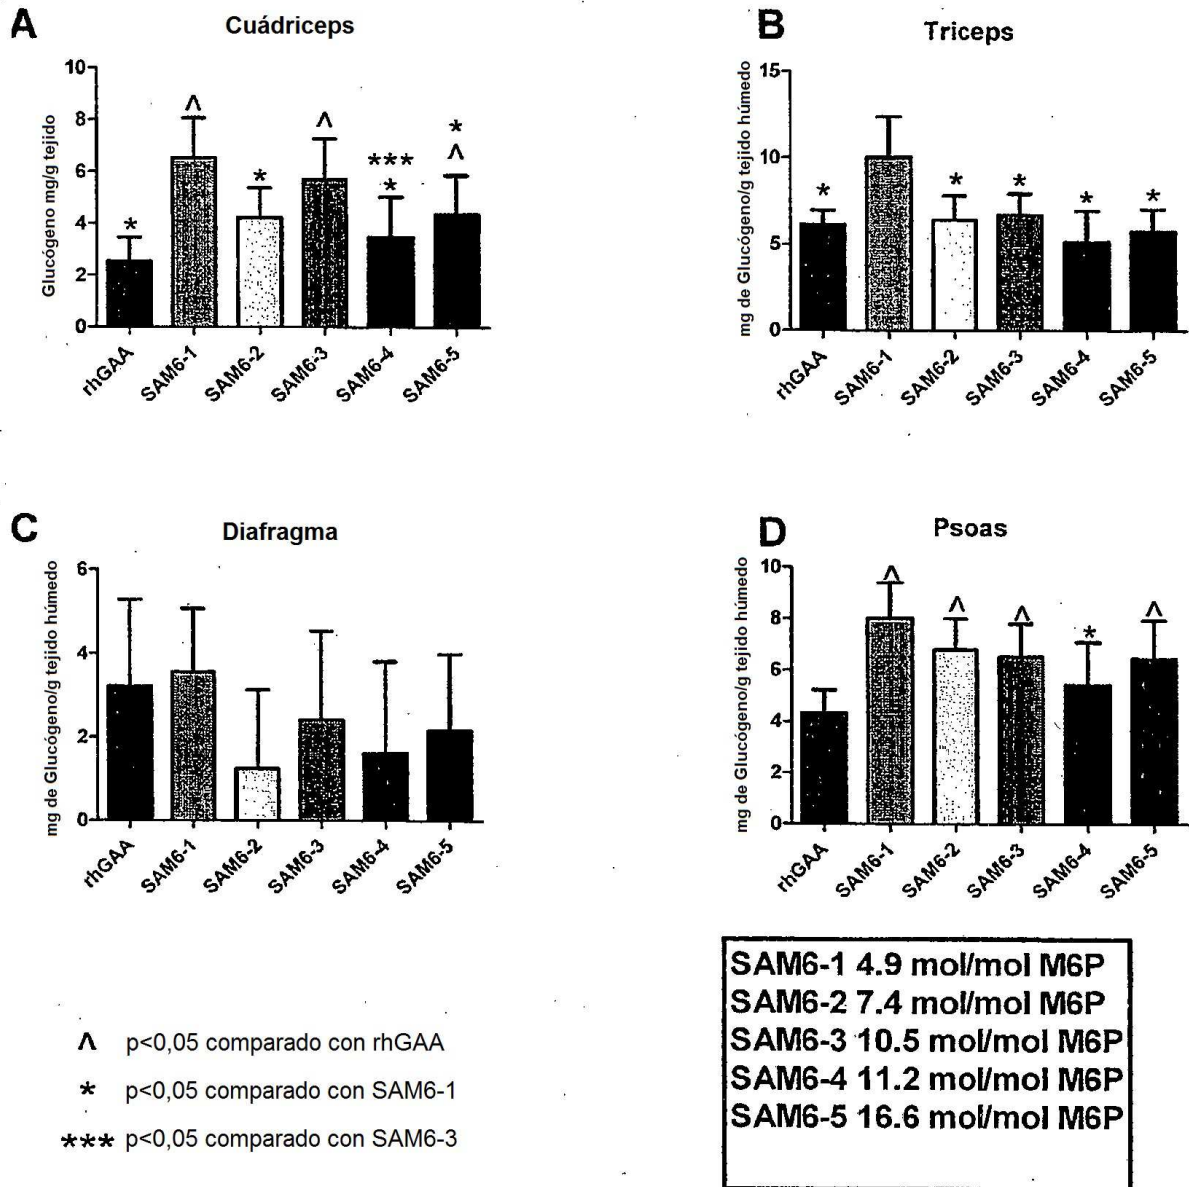 A
Cuádriceps
Glucógeno mg/g tejido
10
8
6
4
2
0
^
^
*
*
***
*
*
^
rhGAA
SAM6-1
SAM6-2
SAM6-3
SAM6-4
SAM6-5
B
Triceps
mg de Glucógeno/g tejido húmedo
15
10
5
0
*
*
*
*
*
rhGAA
SAM6-1
SAM6-2
SAM6-3
SAM6-4
SAM6-5
C
Diafragma
mg de Glucógeno/g tejido húmedo
6
4
2
0
rhGAA
SAM6-1
SAM6-2
SAM6-3
SAM6-4
SAM6-5
D
Psoas
mg de Glucógeno/g tejido húmedo
10
8
6
4
2
0
^
^
^
*
^
rhGAA
SAM6-1
SAM6-2
SAM6-3
SAM6-4
SAM6-5
^ p<0,05 comparado con rhGAA
* p<0,05 comparado con SAM6-1
*** p<0,05 comparado con SAM6-3
SAM6-1 4.9 mol/mol M6P
SAM6-2 7.4 mol/mol M6P
SAM6-3 10.5 mol/mol M6P
SAM6-4 11.2 mol/mol M6P
SAM6-5 16.6 mol/mol M6P